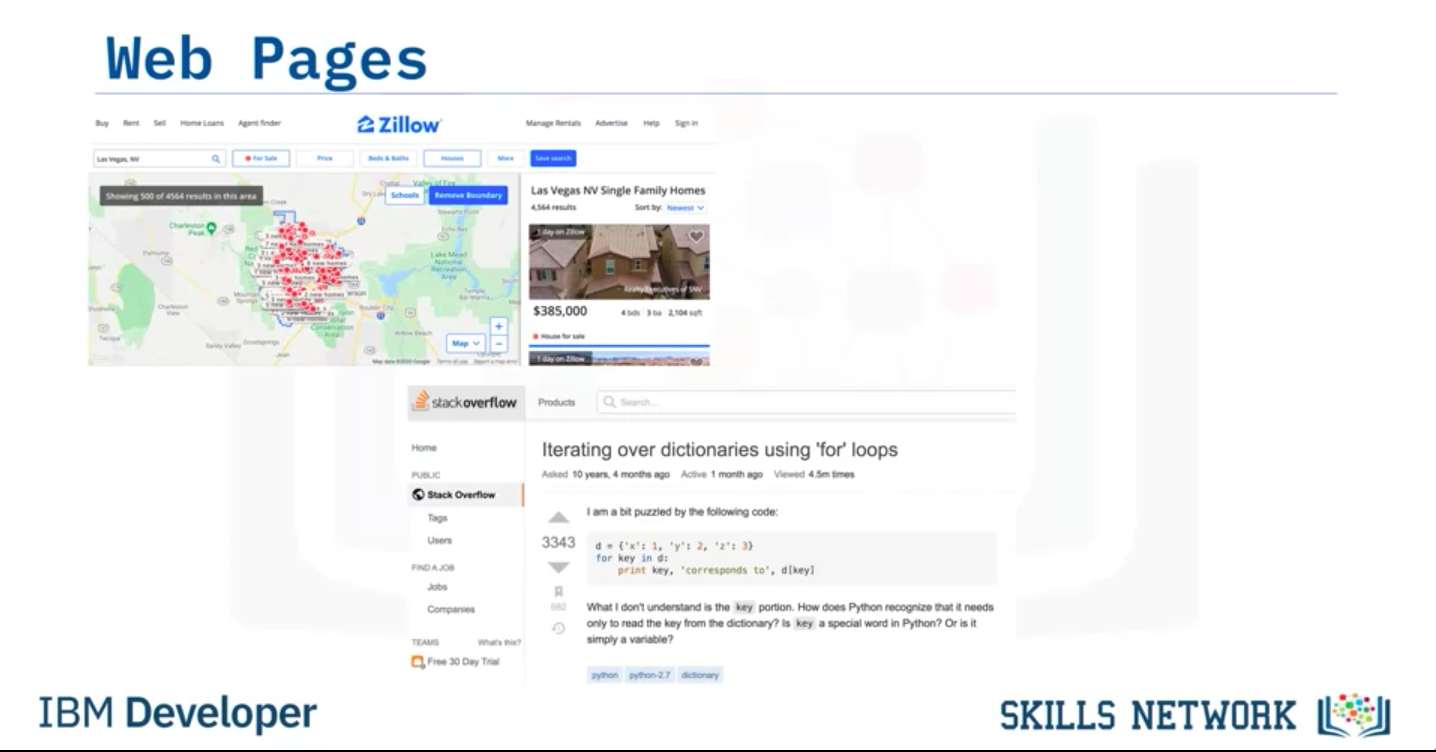 Web Pages
Buy Rent Sell Home Loans Agent finder Zillow Manage Rentals Advertise Help Sign in
Las Vegas, NV For Sale Price Beds & Baths Houses More Save search
Showing 500 of 4564 results in this area
Schools Remove Boundary
Charleston Peak
Lake Mead National Recreation Area
Map
Las Vegas NV Single Family Homes
4,564 results Sort by: Newest
1 day on Zillow
Realty Executives of SNV
$385,000 4 bds 3 ba 2,104 sqft
House for sale
1 day on Zillow
stackoverflow Products Search...
Home
PUBLIC
Stack Overflow
Tags
Users
FIND A JOB
Jobs
Companies
TEAMS What's this?
Free 30 Day Trial
Iterating over dictionaries using 'for' loops
Asked 10 years, 4 months ago Active 1 month ago Viewed 4.5m times
I am a bit puzzled by the following code:
3343
d = {'x': 1, 'y': 2, 'z': 3}
for key in d:
    print key, 'corresponds to', d[key]
682
What I don't understand is the key portion. How does Python recognize that it needs
only to read the key from the dictionary? Is key a special word in Python? Or is it
simply a variable?
python python-2.7 dictionary
IBM Developer
SKILLS NETWORK